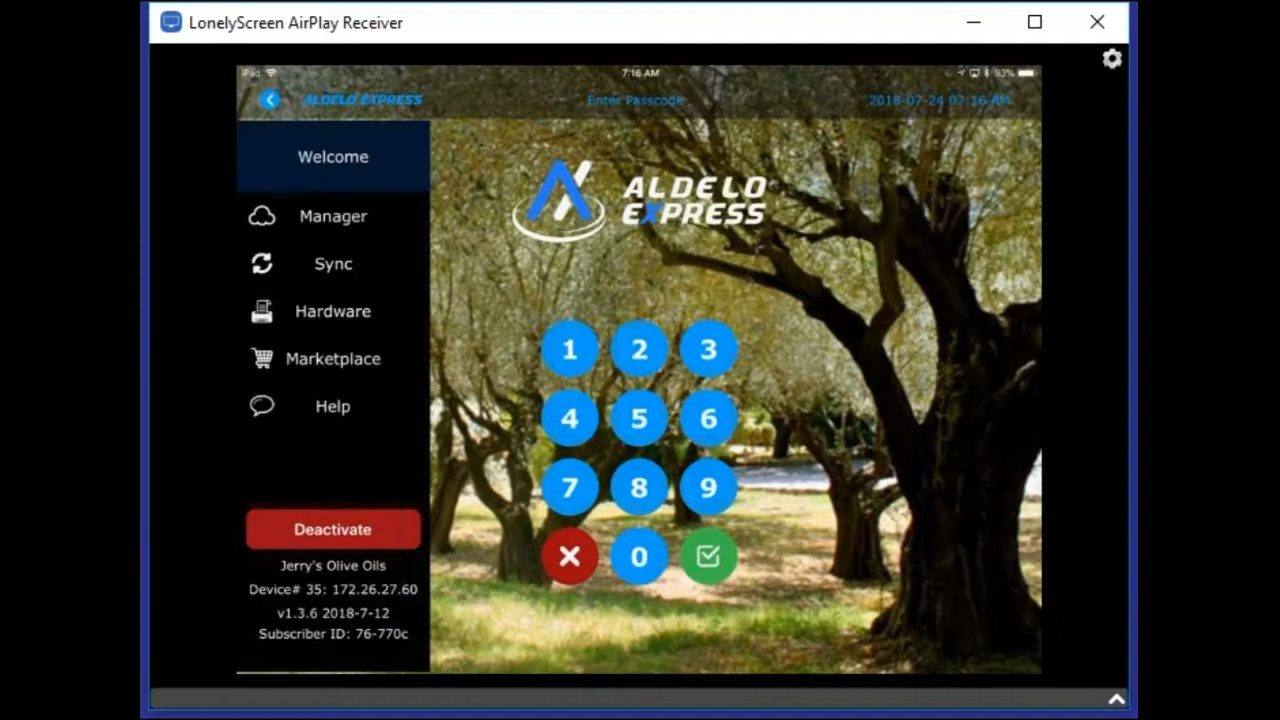 LonelyScreen AirPlay Receiver
iPad 7:16 AM 93%
ALDELO EXPRESS Enter Passcode 2018-07-24 07:16 AM
Welcome
Manager
Sync
Hardware
Marketplace
Help
Deactivate
Jerry's Olive Oils
Device# 35: 172.26.27.60
v1.3.6 2018-7-12
Subscriber ID: 76-770c
ALDELO
EXPRESS
1 2 3
4 5 6
7 8 9
0